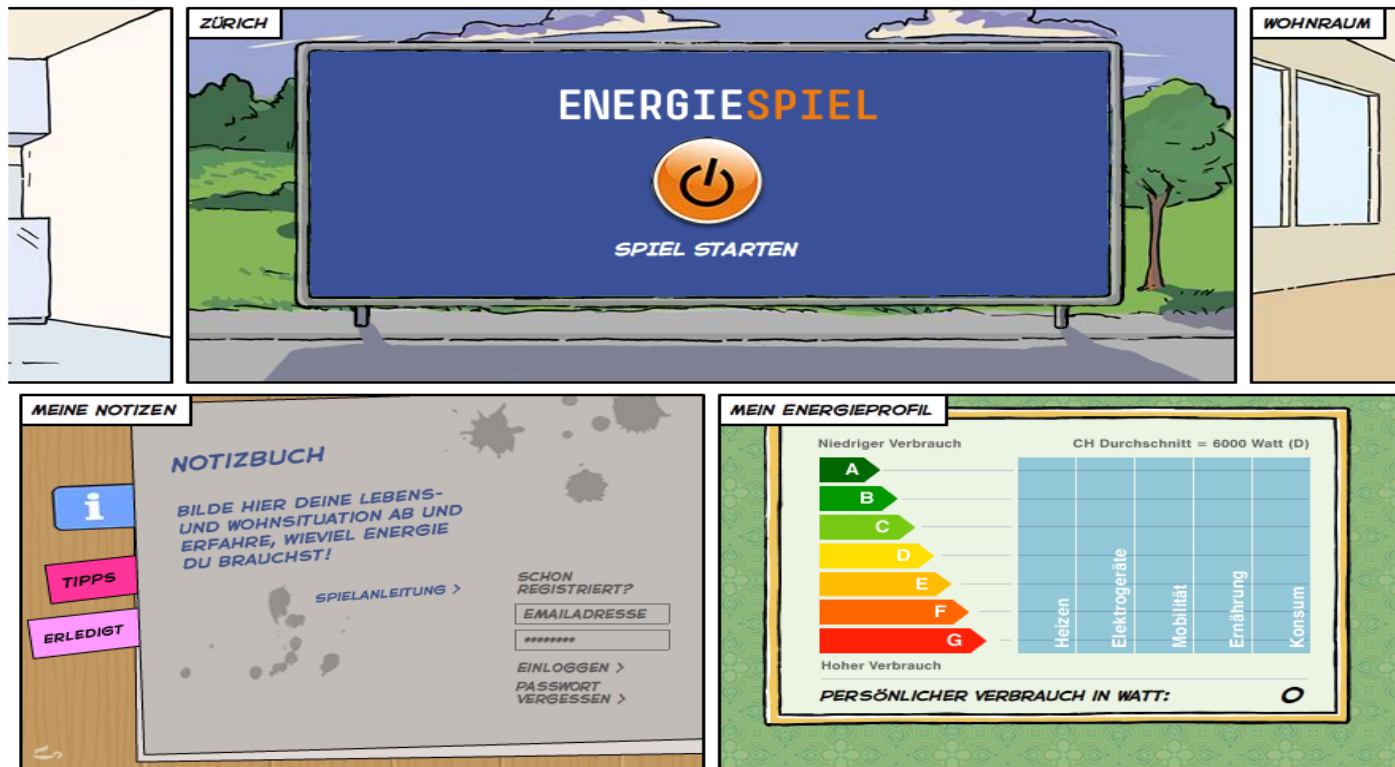 ZÜRICH
WOHNRAUM
ENERGIESPIEL
SPIEL STARTEN
MEINE NOTIZEN
NOTIZBUCH
BILDE HIER DEINE LEBENS-
UND WOHNSITUATION AB UND
ERFAHRE, WIEVIEL ENERGIE
DU BRAUCHST!
SPIELANLEITUNG >
i
TIPPS
ERLEDIGT
SCHON
REGISTRIERT?
EMAILADRESSE
********
EINLOGGEN >
PASSWORT
VERGESSEN >
MEIN ENERGIEPROFIL
Niedriger Verbrauch
CH Durchschnitt = 6000 Watt (D)
A
B
C
D
E
F
G
Heizen
Elektrogeräte
Mobilität
Ernährung
Konsum
Hoher Verbrauch
PERSÖNLICHER VERBRAUCH IN WATT: 0